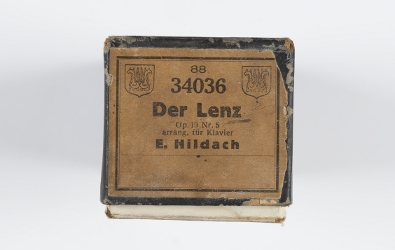 88
34036
Der Lenz
Op. 19 Nr. 5
arrang. für Klavier
E. Hildach